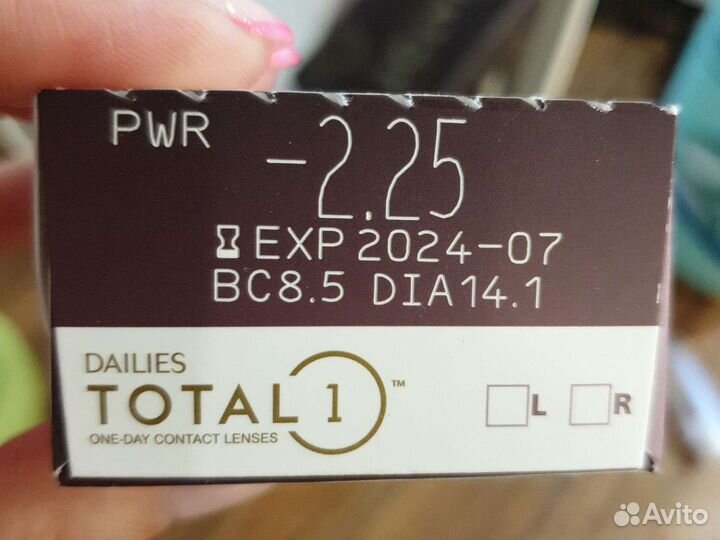 PWR -2.25
EXP 2024-07
BC8.5 DIA14.1
DAILIES
TOTAL 1™
ONE-DAY CONTACT LENSES
L R
Avito